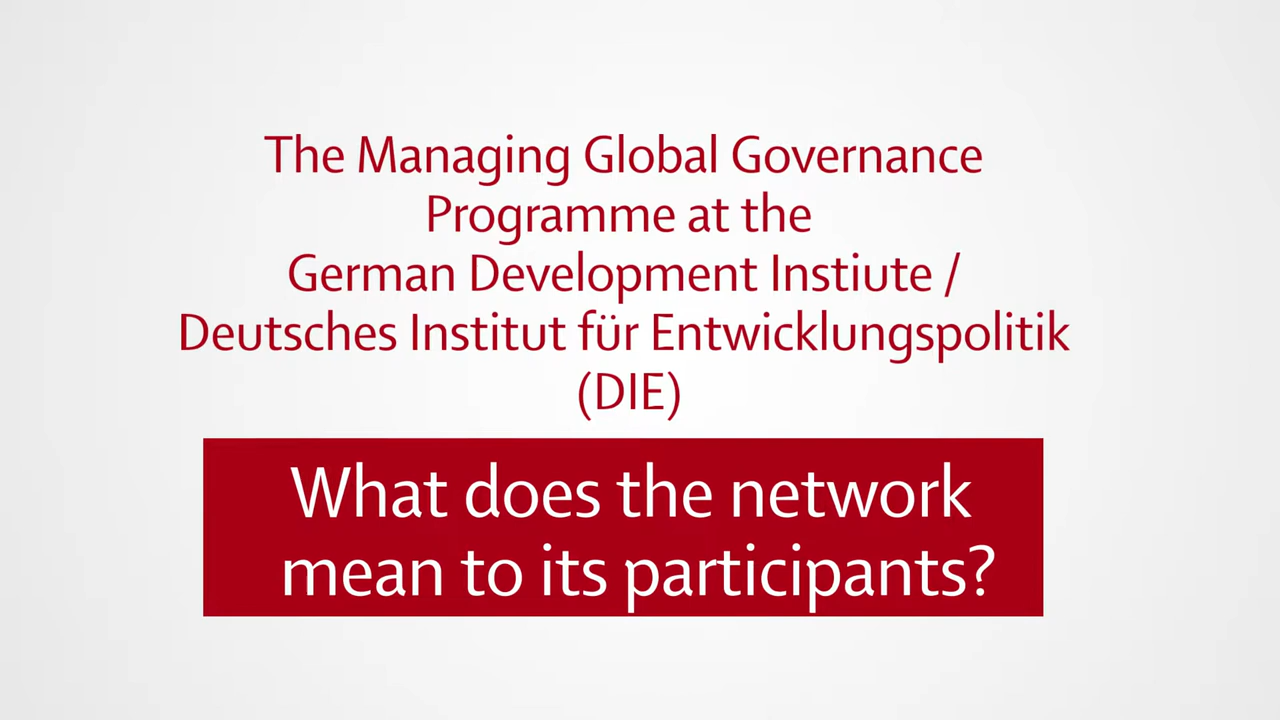 The Managing Global Governance
Programme at the
German Development Instiute /
Deutsches Institut für Entwicklungspolitik
(DIE)
What does the network
mean to its participants?